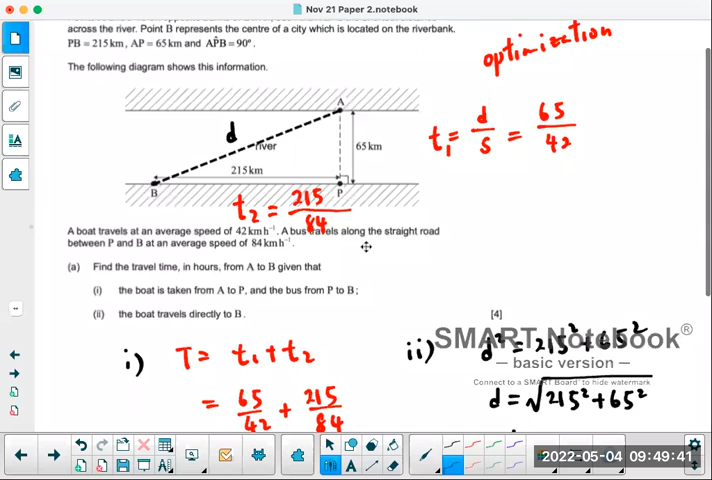 Nov 21 Paper 2.notebook
across the river. Point B represents the centre of a city which is located on the riverbank.
PB = 215 km, AP = 65 km and AP̂B = 90°.
optimization
The following diagram shows this information.
A
d
river
65 km
215 km
B
P
t₁ = d/s = 65/42
t₂ = 215/84
A boat travels at an average speed of 42 km h⁻¹. A bus travels along the straight road
between P and B at an average speed of 84 km h⁻¹.
(a) Find the travel time, in hours, from A to B given that
(i) the boat is taken from A to P, and the bus from P to B;
(ii) the boat travels directly to B.
[4]
i) T = t₁ + t₂
= 65/42 + 215/84
ii) d² = 215² + 65²
d = √215² + 65²
SMART Notebook®
— basic version —
Connect to a SMART Board® to hide watermark
2022-05-04 09:49:41